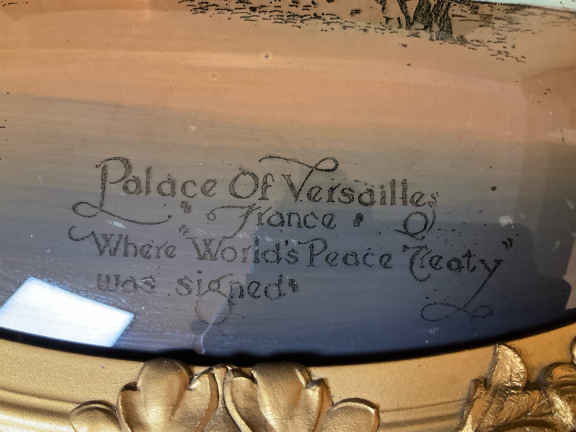 Palace Of Versailles
France
Where "World's Peace Treaty"
was signed